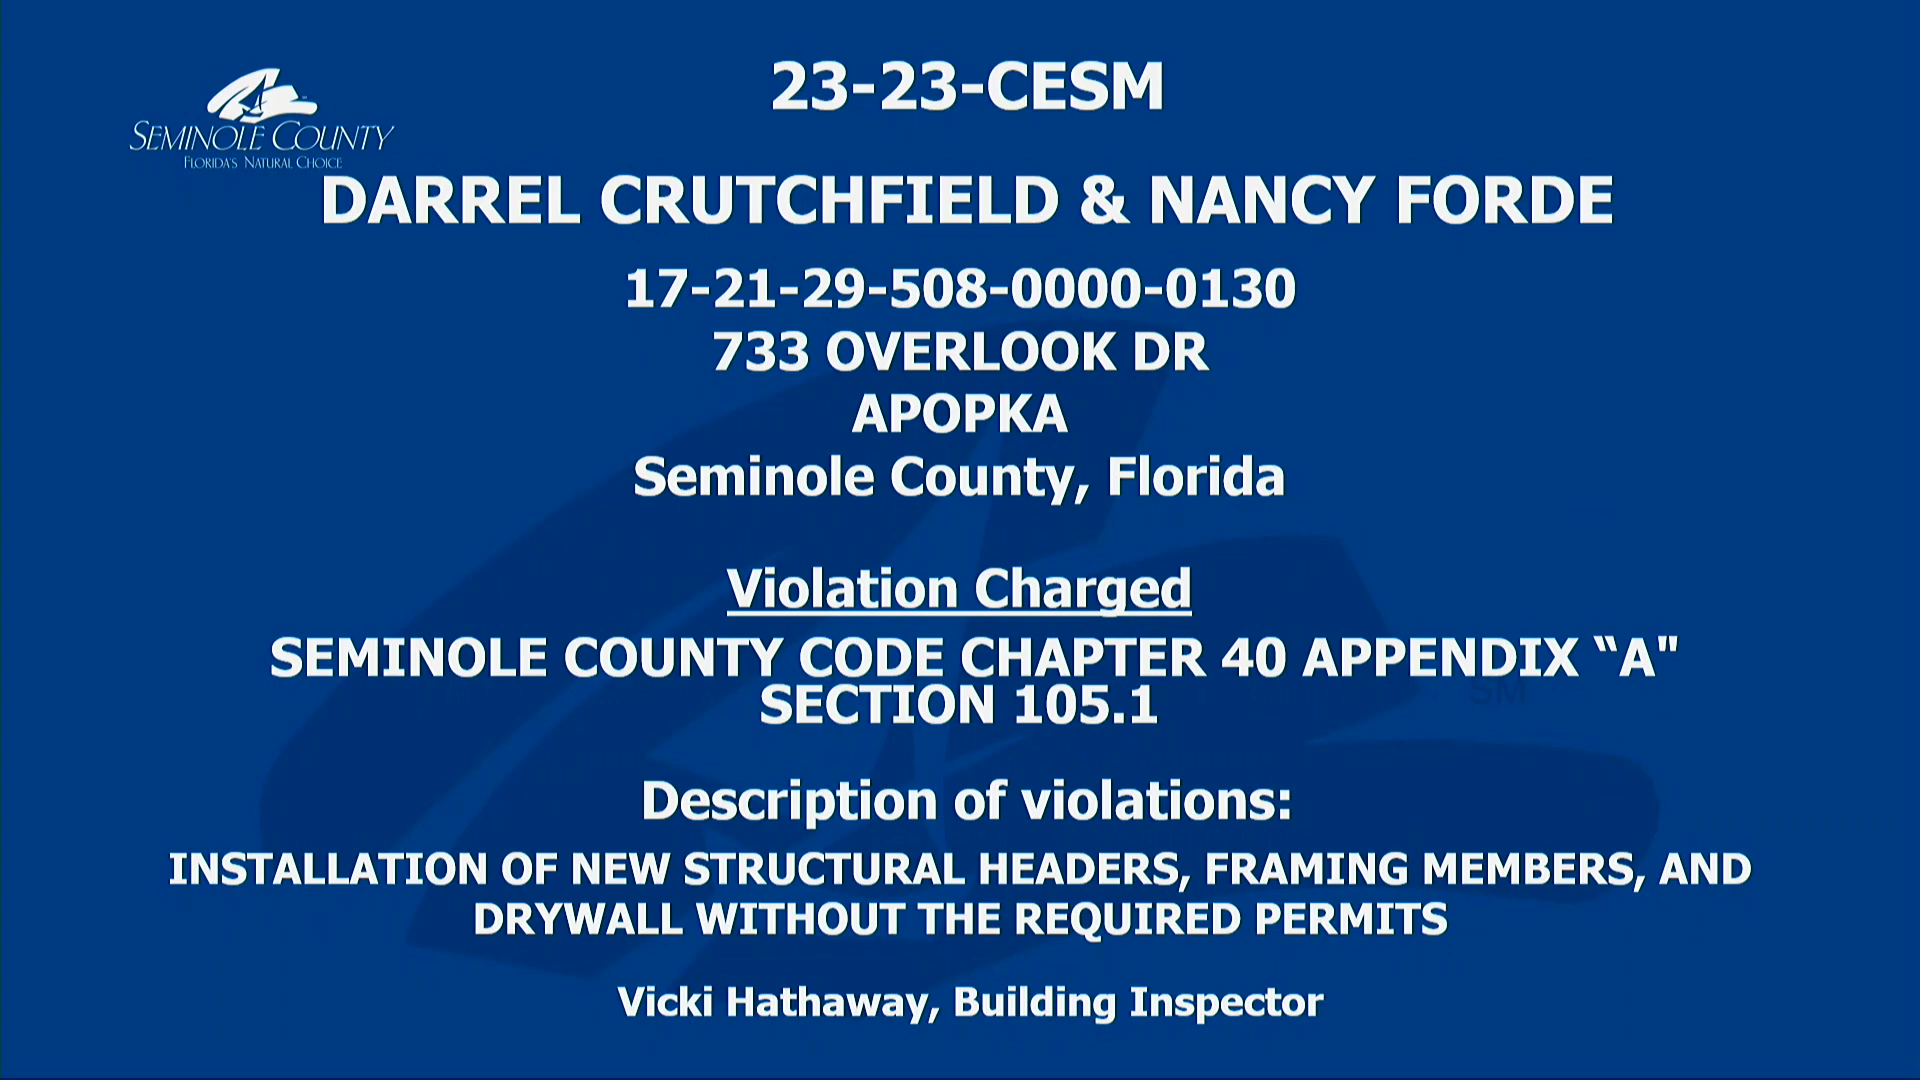 23-23-CESM
SEMINOLE COUNTY
FLORIDA'S NATURAL CHOICE
DARREL CRUTCHFIELD & NANCY FORDE
17-21-29-508-0000-0130
733 OVERLOOK DR
APOPKA
Seminole County, Florida
Violation Charged
SEMINOLE COUNTY CODE CHAPTER 40 APPENDIX “A"
SECTION 105.1
SM
Description of violations:
INSTALLATION OF NEW STRUCTURAL HEADERS, FRAMING MEMBERS, AND
DRYWALL WITHOUT THE REQUIRED PERMITS
Vicki Hathaway, Building Inspector